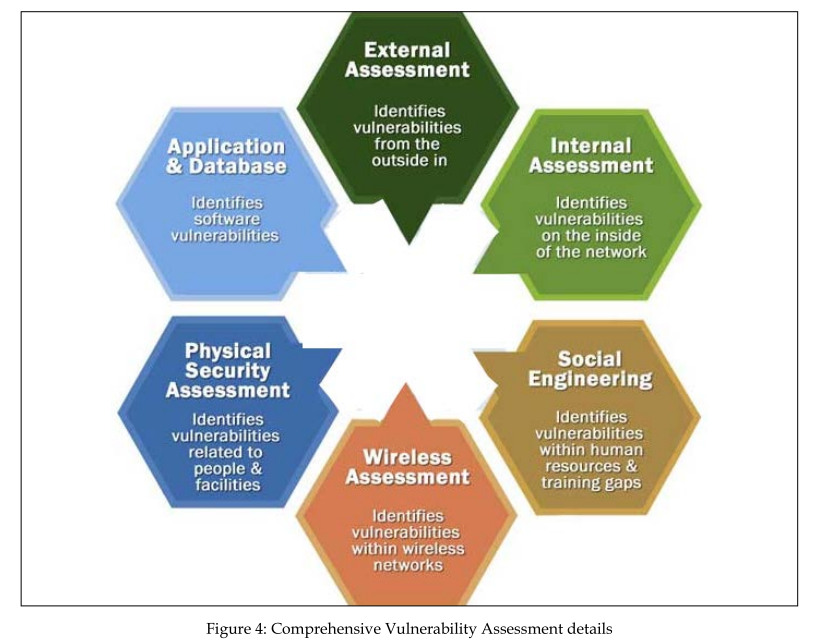 External
Assessment
Identifies
vulnerabilities
from the
outside in
Internal
Assessment
Identifies
vulnerabilities
on the inside
of the network
Social
Engineering
Identifies
vulnerabilities
within human
resources &
training gaps
Wireless
Assessment
Identifies
vulnerabilities
within wireless
networks
Physical
Security
Assessment
Identifies
vulnerabilities
related to
people &
facilities
Application
& Database
Identifies
software
vulnerabilities
Figure 4: Comprehensive Vulnerability Assessment details